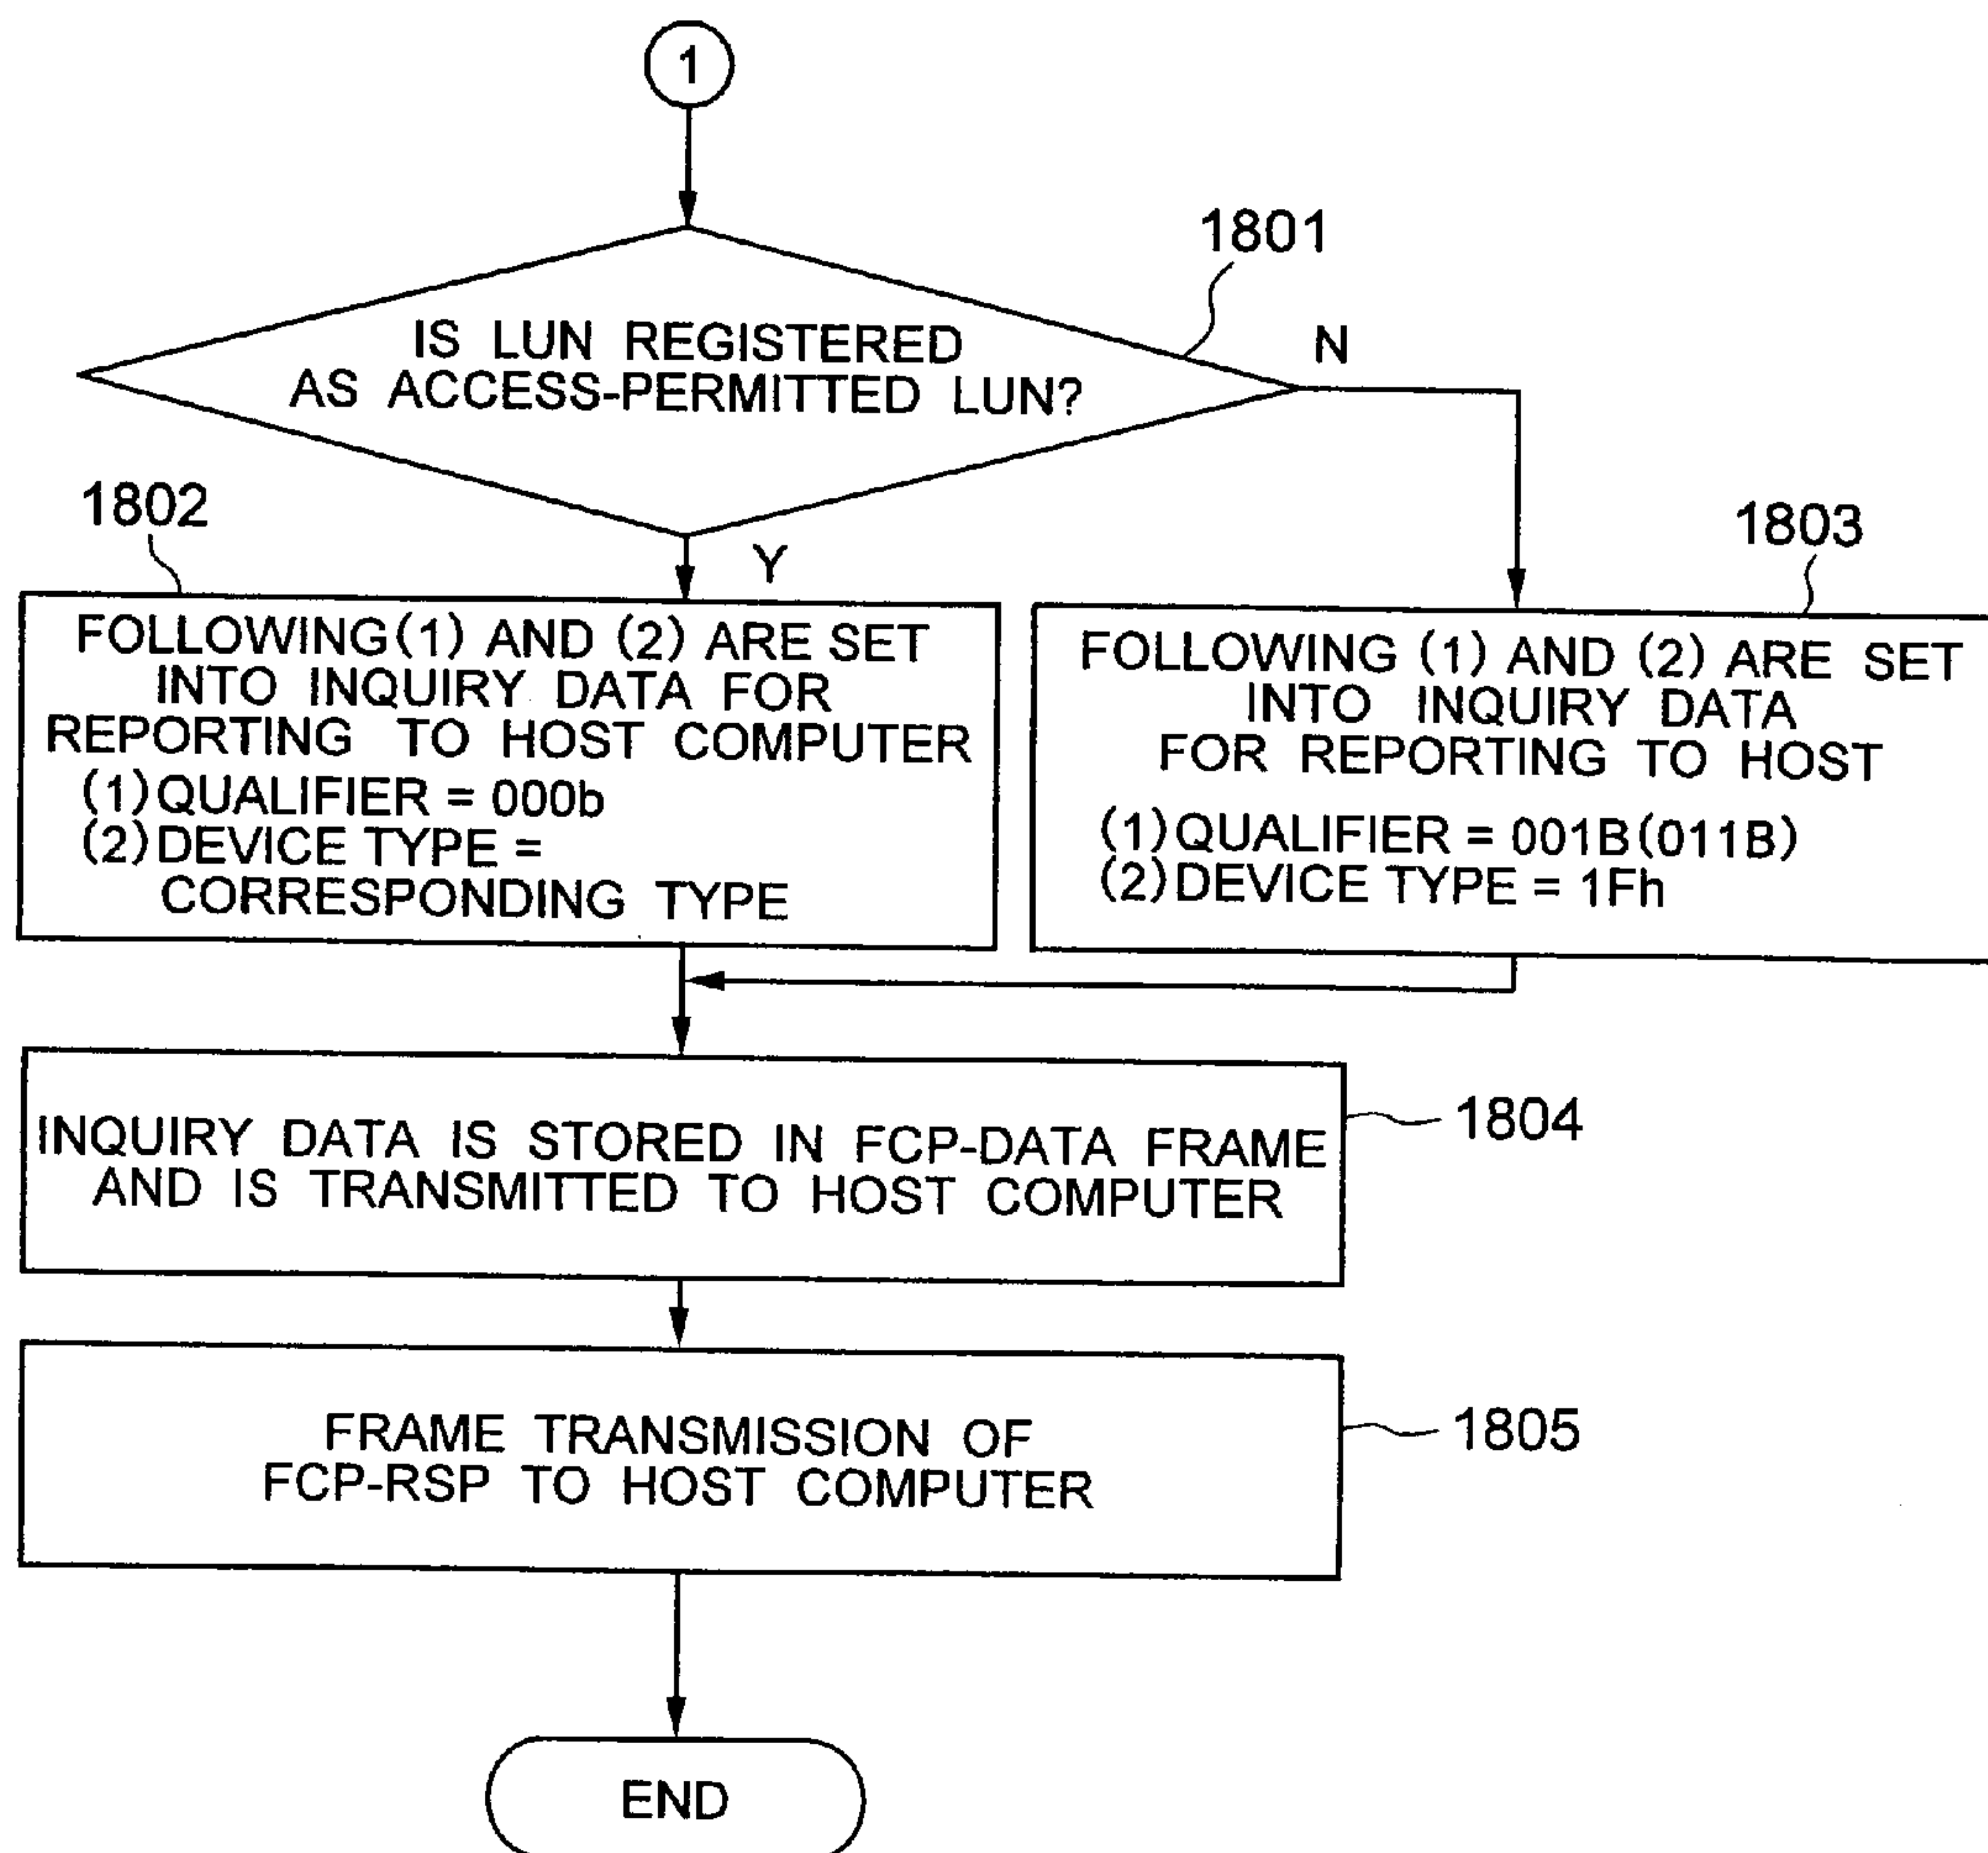 1
1801
IS LUN REGISTERED
AS ACCESS-PERMITTED LUN?
N
1802
Y
1803
FOLLOWING(1) AND (2) ARE SET
INTO INQUIRY DATA FOR
REPORTING TO HOST COMPUTER
(1)QUALIFIER = 000b
(2)DEVICE TYPE =
CORRESPONDING TYPE
FOLLOWING (1) AND (2) ARE SET
INTO INQUIRY DATA
FOR REPORTING TO HOST
(1)QUALIFIER = 001B(011B)
(2)DEVICE TYPE = 1Fh
INQUIRY DATA IS STORED IN FCP-DATA FRAME
AND IS TRANSMITTED TO HOST COMPUTER
1804
FRAME TRANSMISSION OF
FCP-RSP TO HOST COMPUTER
1805
END